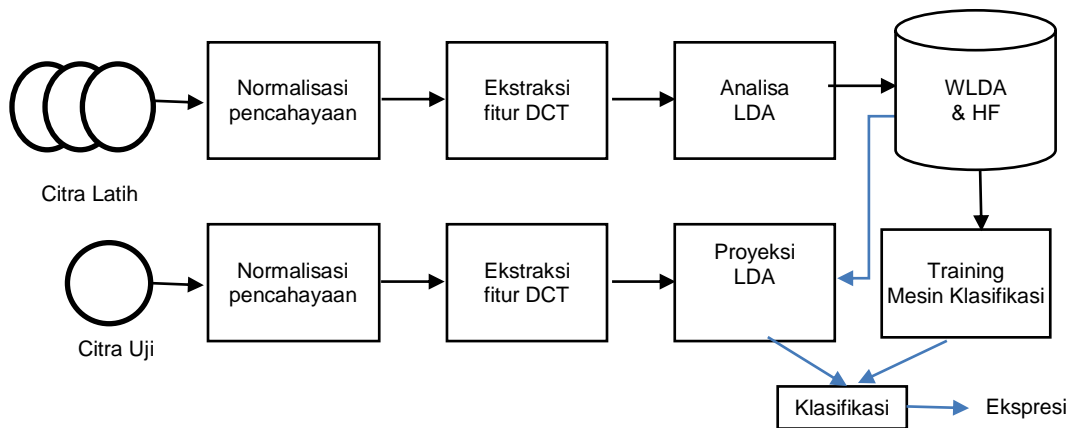 Normalisasi
pencahayaan
Ekstraksi
fitur DCT
Analisa
LDA
WLDA
& HF
Citra Latih
Normalisasi
pencahayaan
Ekstraksi
fitur DCT
Proyeksi
LDA
Training
Mesin Klasifikasi
Citra Uji
Klasifikasi
Ekspresi